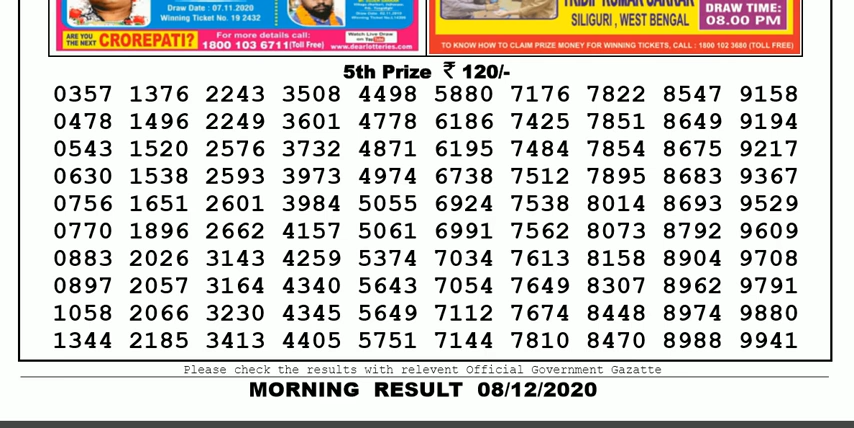 Draw Date : 07.11.2020
Winning Ticket No. 19 2432
ARE YOU THE NEXT CROREPATI?
For more details call:
1800 103 6711(Toll Free)
Watch Live Draw
on YouTube
www.dearlotteries.com
TRIDIP KUMAR SARKAR
SILIGURI , WEST BENGAL
DRAW TIME:
08.00 PM
TO KNOW HOW TO CLAIM PRIZE MONEY FOR WINNING TICKETS, CALL : 1800 102 3680 (TOLL FREE)
5th Prize ₹ 120/-
0357 1376 2243 3508 4498 5880 7176 7822 8547 9158
0478 1496 2249 3601 4778 6186 7425 7851 8649 9194
0543 1520 2576 3732 4871 6195 7484 7854 8675 9217
0630 1538 2593 3973 4974 6738 7512 7895 8683 9367
0756 1651 2601 3984 5055 6924 7538 8014 8693 9529
0770 1896 2662 4157 5061 6991 7562 8073 8792 9609
0883 2026 3143 4259 5374 7034 7613 8158 8904 9708
0897 2057 3164 4340 5643 7054 7649 8307 8962 9791
1058 2066 3230 4345 5649 7112 7674 8448 8974 9880
1344 2185 3413 4405 5751 7144 7810 8470 8988 9941
Please check the results with relevent Official Government Gazatte
MORNING RESULT 08/12/2020